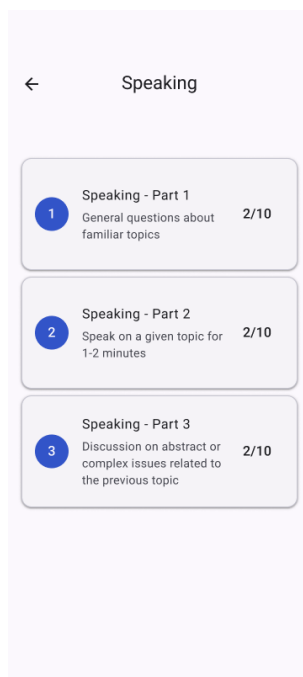 Speaking
1
Speaking - Part 1
General questions about
familiar topics
2/10
2
Speaking - Part 2
Speak on a given topic for
1-2 minutes
2/10
3
Speaking - Part 3
Discussion on abstract or
complex issues related to
the previous topic
2/10